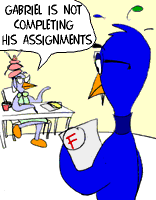 GABRIEL IS NOT
COMPLETING
HIS ASSIGNMENTS
F